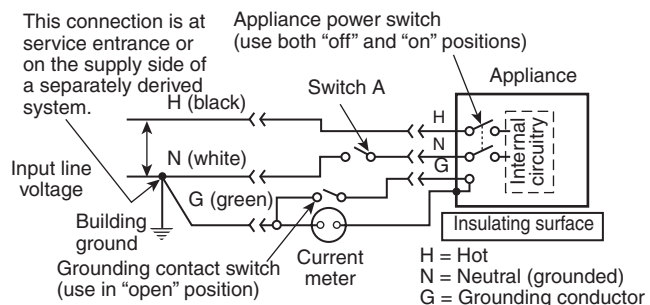 This connection is at
service entrance or
on the supply side of
a separately derived
system.
Appliance power switch
(use both “off” and “on” positions)
Switch A
Appliance
H (black)
H
N (white)
N
G
Internal
circuitry
Input line
voltage
G (green)
Building
ground
Insulating surface
Grounding contact switch
(use in “open” position)
Current
meter
H = Hot
N = Neutral (grounded)
G = Grounding conductor